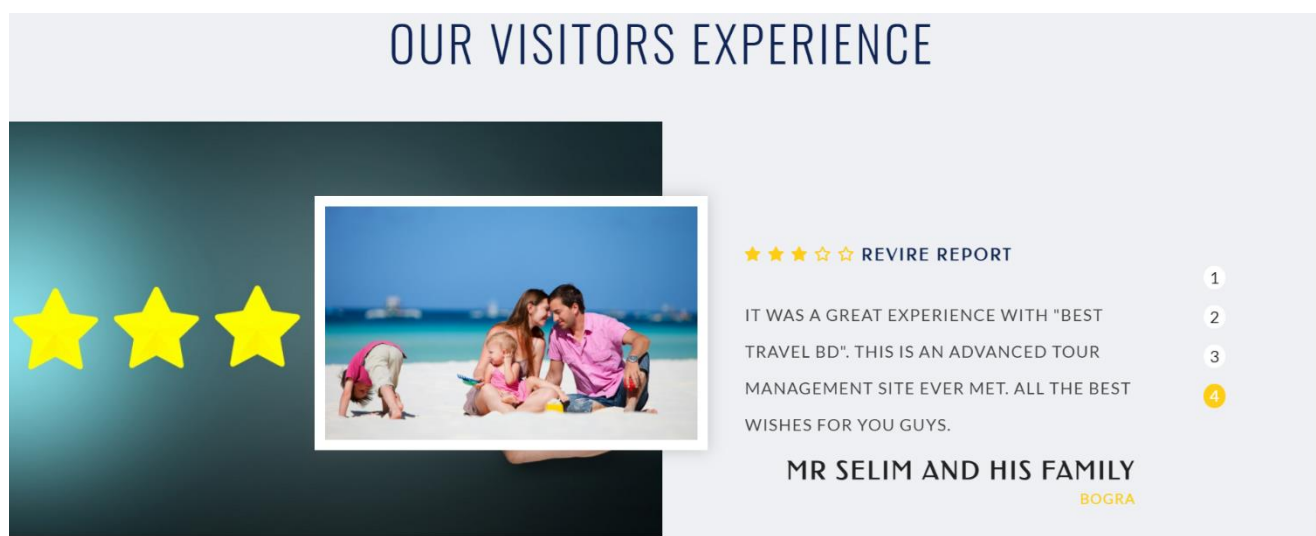 OUR VISITORS EXPERIENCE
REVIRE REPORT
IT WAS A GREAT EXPERIENCE WITH "BEST
TRAVEL BD". THIS IS AN ADVANCED TOUR
MANAGEMENT SITE EVER MET. ALL THE BEST
WISHES FOR YOU GUYS.
MR SELIM AND HIS FAMILY
BOGRA
1
2
3
4